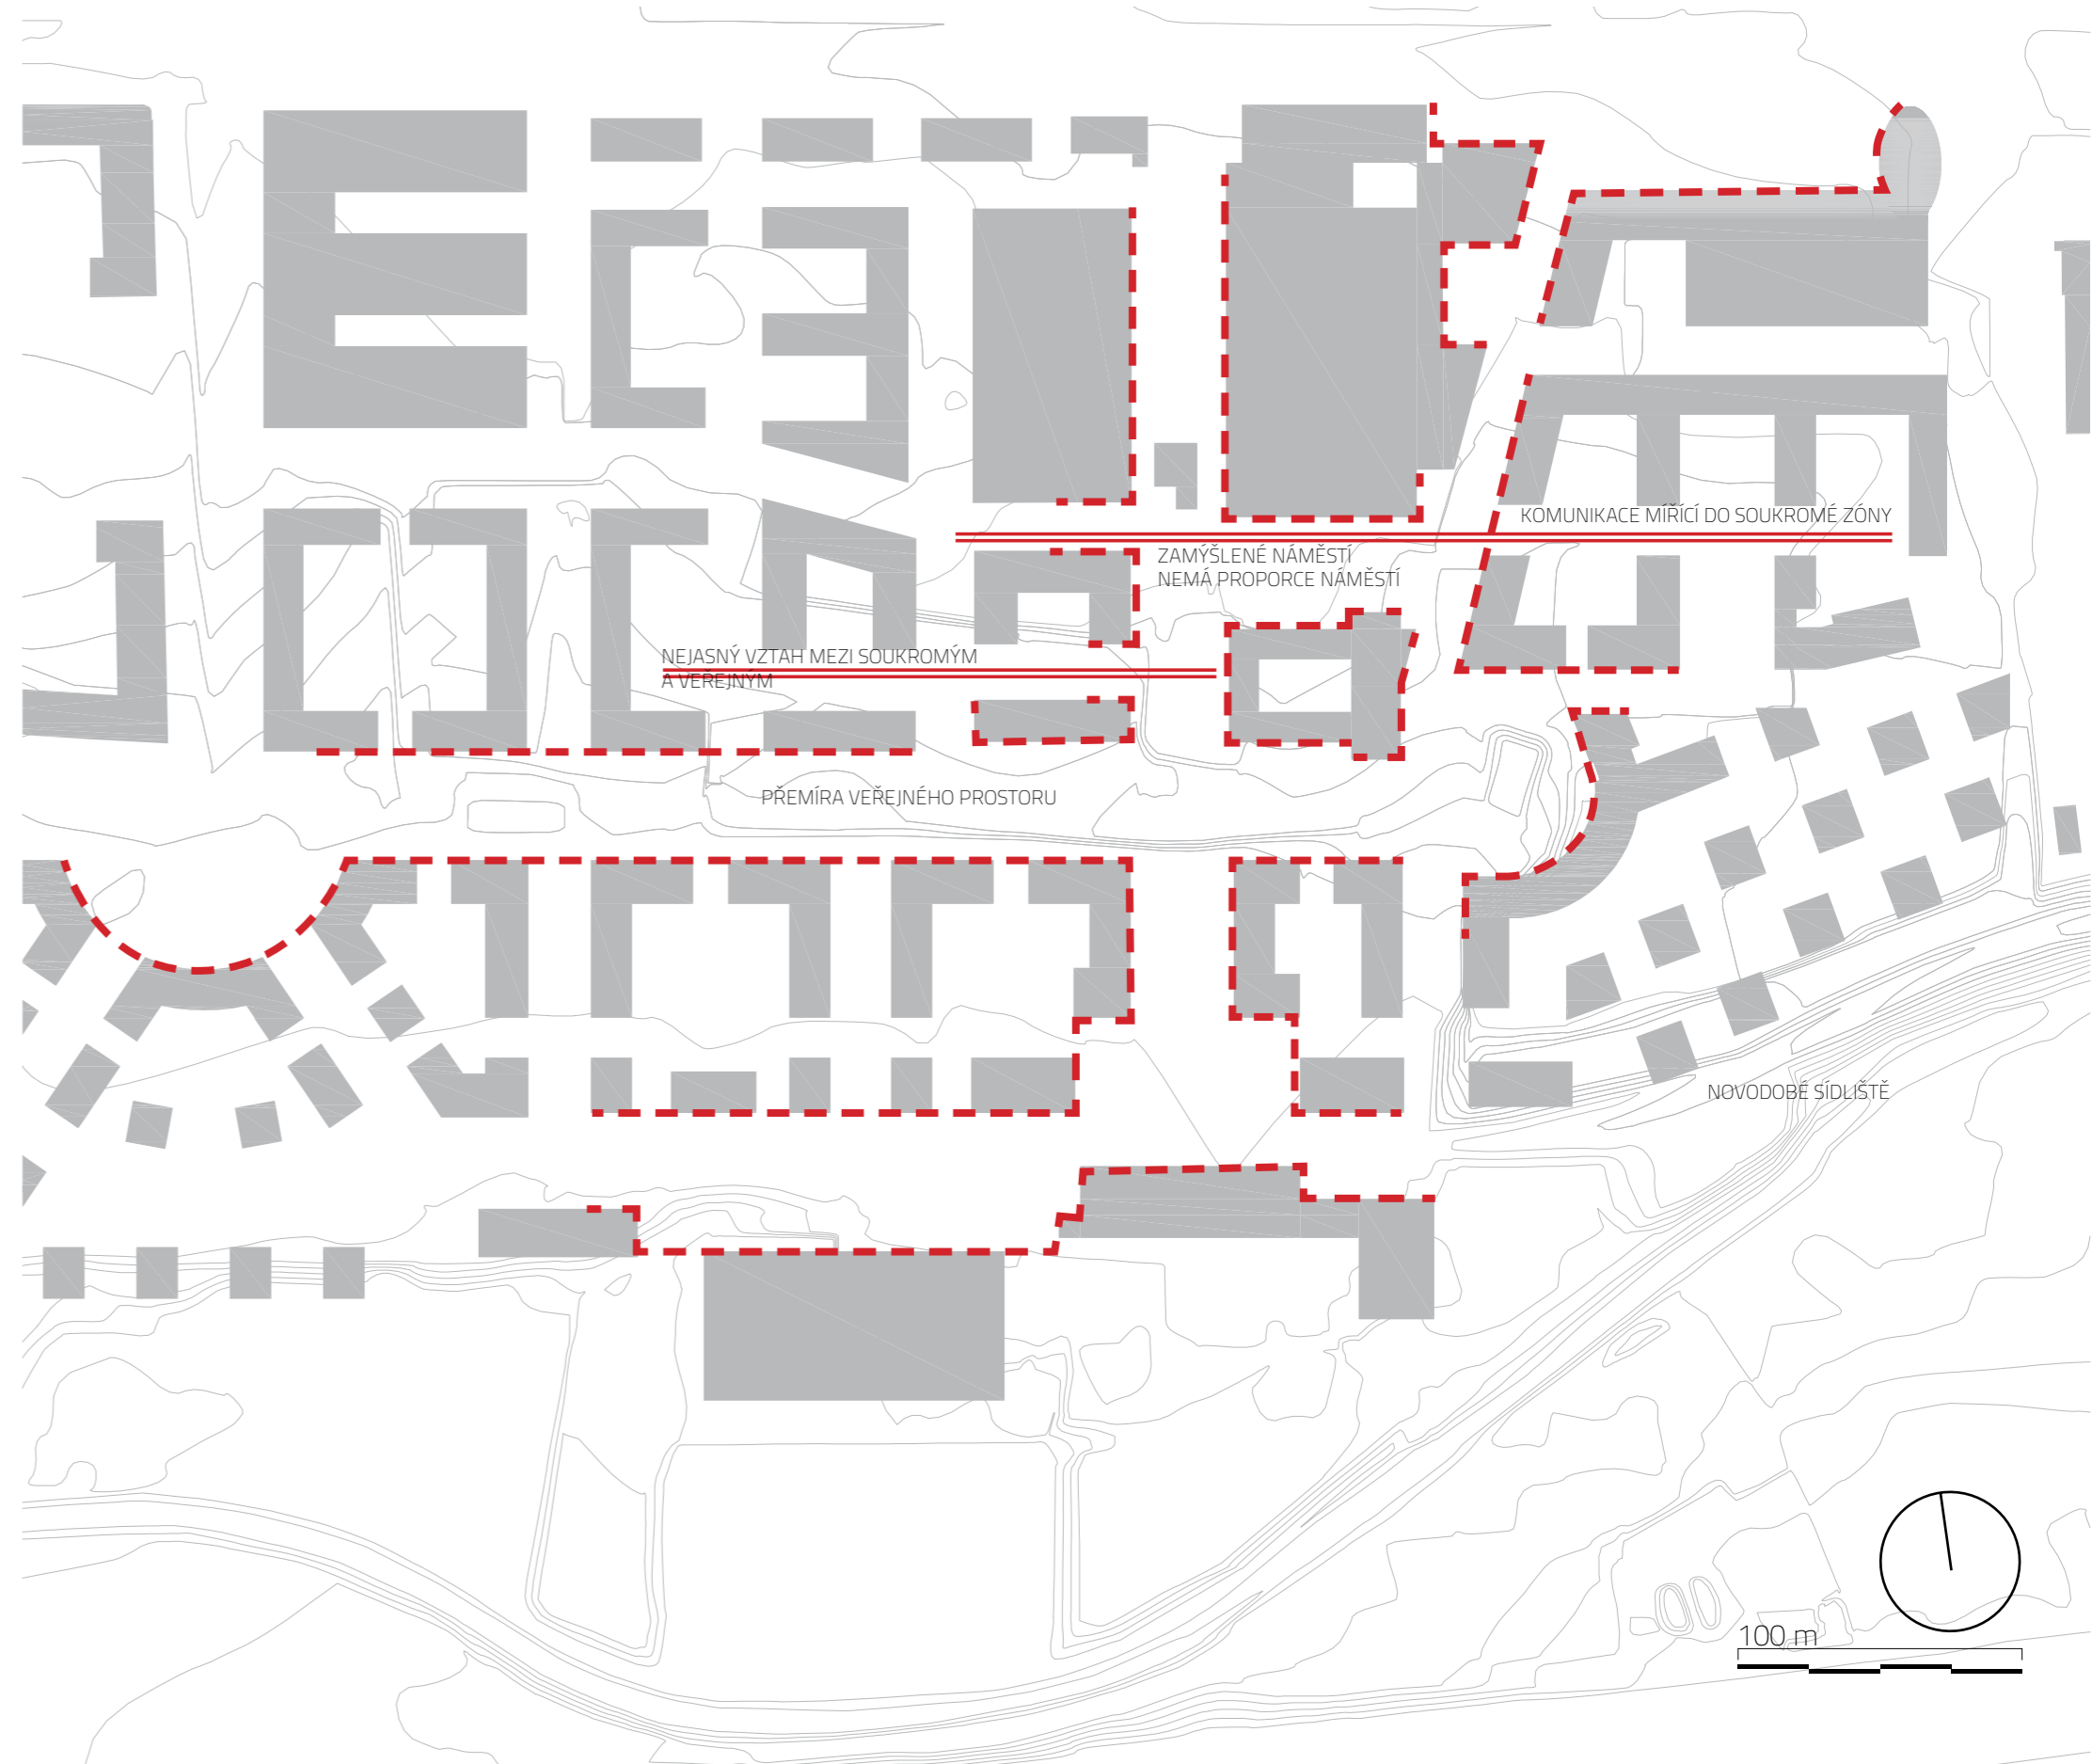 KOMUNIKACE MÍŘÍCÍ DO SOUKROMÉ ZÓNY
ZAMÝŠLENÉ NÁMĚSTÍ
NEMÁ PROPORCE NÁMĚSTÍ
NEJASNÝ VZTAH MEZI SOUKROMÝM
A VEŘEJNÝM
PŘEMÍRA VEŘEJNÉHO PROSTORU
NOVODOBÉ SÍDLIŠTĚ
100 m